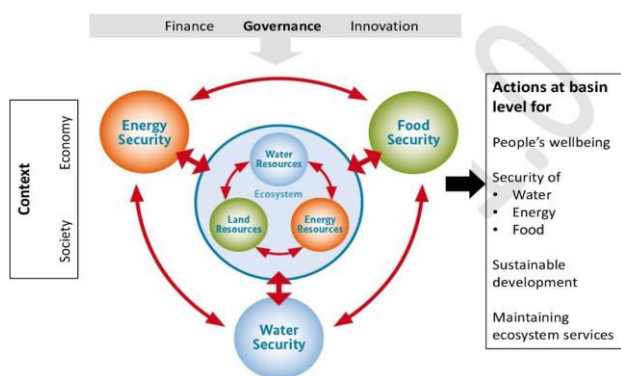 Finance Governance Innovation
Context
Economy
Society
Energy
Security
Food
Security
Water
Resources
Ecosystem
Land
Resources
Energy
Resources
Water
Security
Actions at basin
level for
People's wellbeing
Security of
• Water
• Energy
• Food
Sustainable
development
Maintaining
ecosystem services